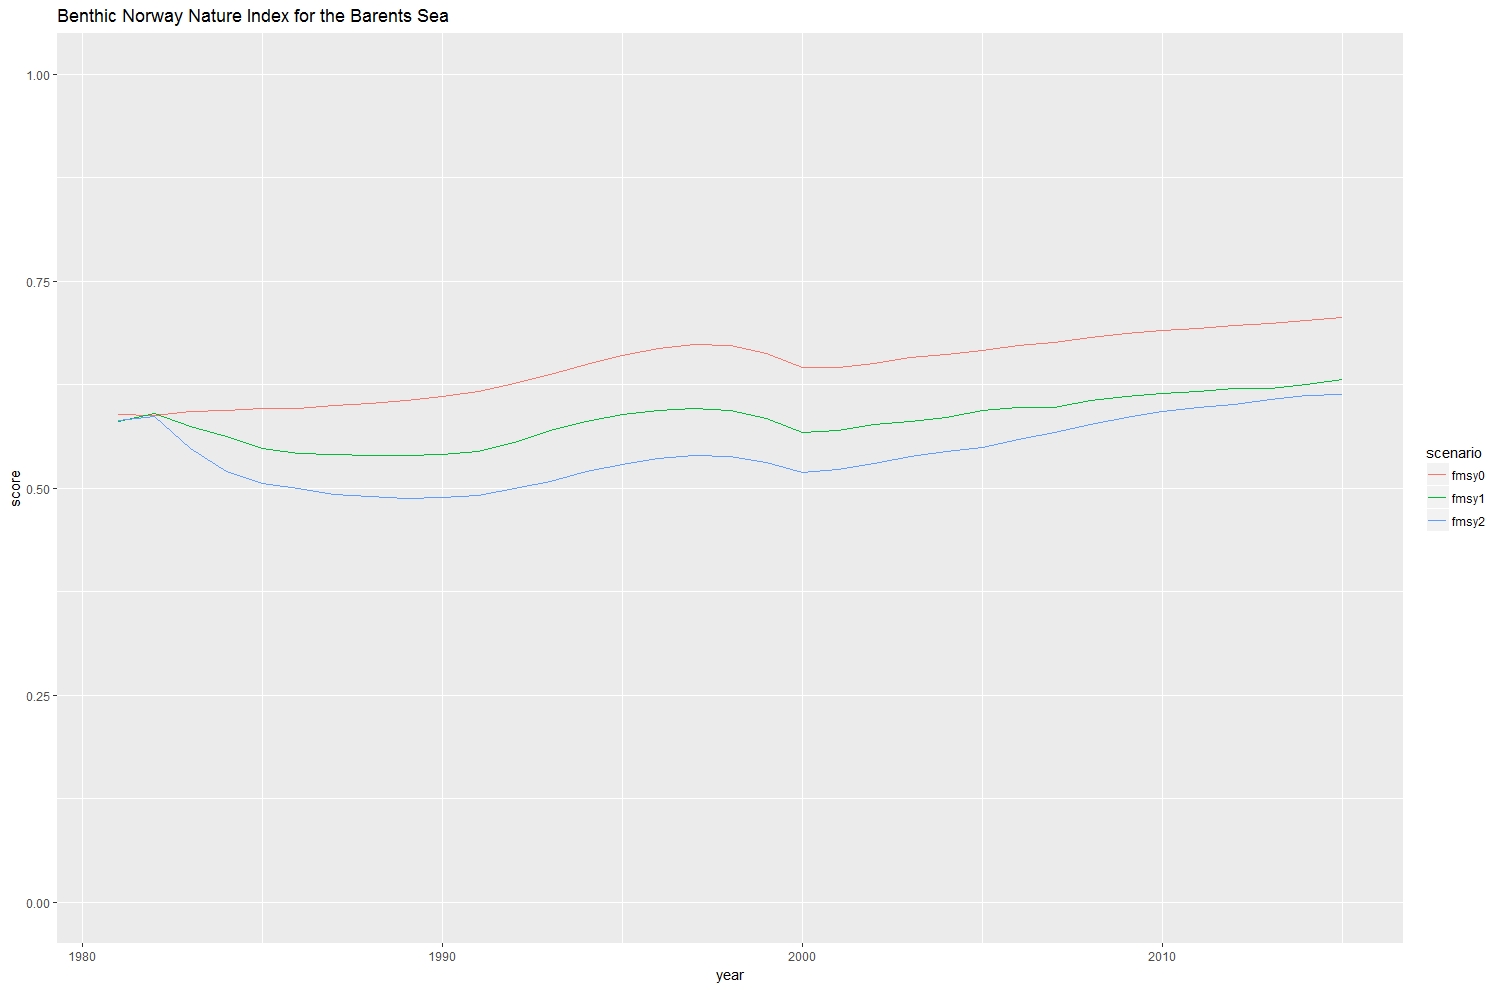 Benthic Norway Nature Index for the Barents Sea
1.00
0.75
0.50
0.25
0.00
score
1980
1990
2000
2010
year
scenario
fmsy0
fmsy1
fmsy2